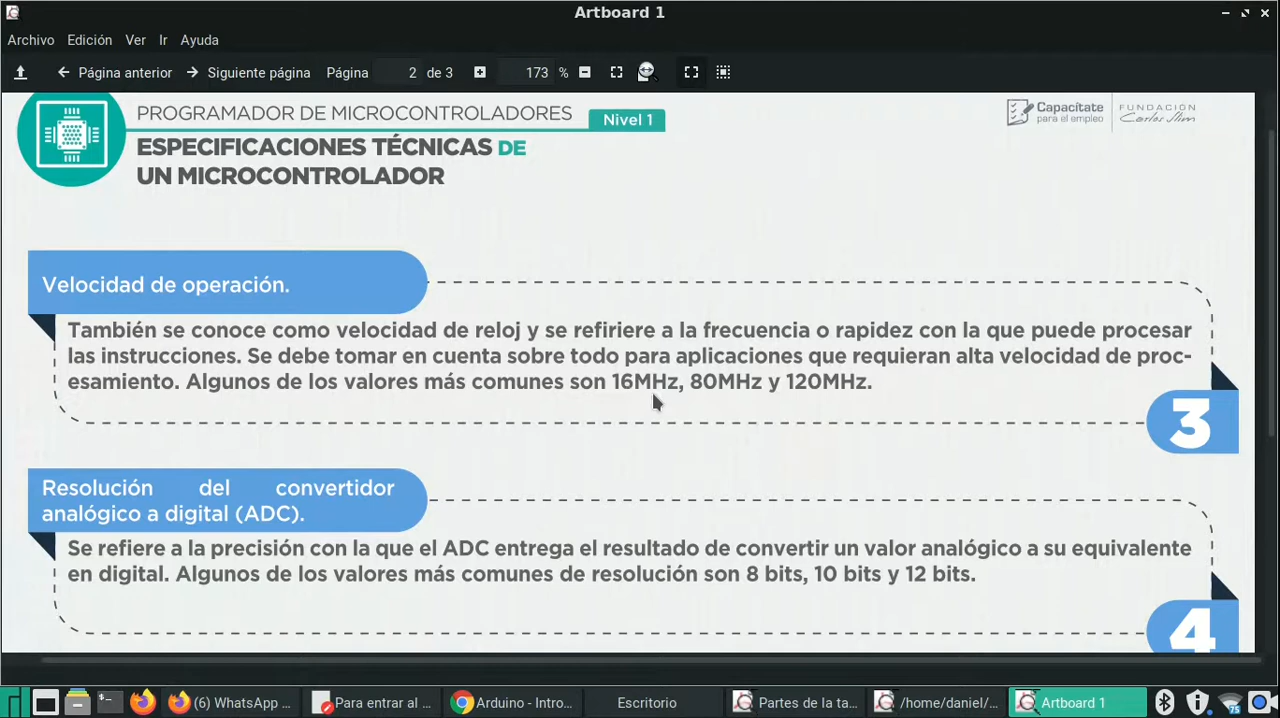 Artboard 1
Archivo Edición Ver Ir Ayuda
Página anterior Siguiente página Página 2 de 3 173 %
PROGRAMADOR DE MICROCONTROLADORES Nivel 1
ESPECIFICACIONES TÉCNICAS DE
UN MICROCONTROLADOR
Capacítate
para el empleo
FUNDACIÓN
Carlos Slim
Velocidad de operación.
También se conoce como velocidad de reloj y se refiriere a la frecuencia o rapidez con la que puede procesar
las instrucciones. Se debe tomar en cuenta sobre todo para aplicaciones que requieran alta velocidad de proc-
esamiento. Algunos de los valores más comunes son 16MHz, 80MHz y 120MHz.
3
Resolución del convertidor
analógico a digital (ADC).
Se refiere a la precisión con la que el ADC entrega el resultado de convertir un valor analógico a su equivalente
en digital. Algunos de los valores más comunes de resolución son 8 bits, 10 bits y 12 bits.
4
(6) WhatsApp ... Para entrar al ... Arduino - Intro... Escritorio Partes de la ta... /home/daniel/... Artboard 1 75